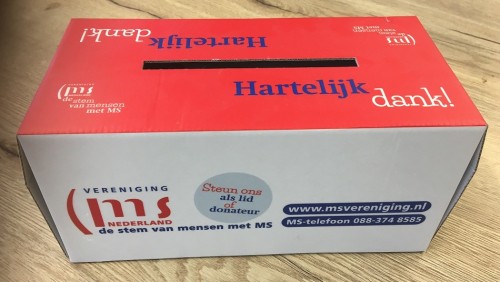 Hartelijk
dank!
ms
de stem
van mensen
met MS
Hartelijk
dank!
ms
de stem
van mensen
met MS
VERENIGING
ms
NEDERLAND
de stem van mensen met MS
Steun ons
als lid
of
donateur
www.msvereniging.nl
MS-telefoon 088-374 8585